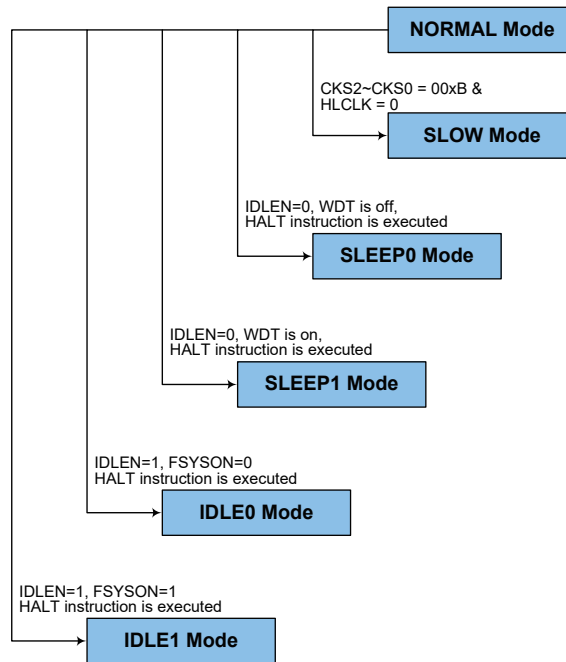 NORMAL Mode
CKS2~CKS0 = 00xB &
HLCLK = 0
SLOW Mode
IDLEN=0, WDT is off,
HALT instruction is executed
SLEEP0 Mode
IDLEN=0, WDT is on,
HALT instruction is executed
SLEEP1 Mode
IDLEN=1, FSYSON=0
HALT instruction is executed
IDLE0 Mode
IDLEN=1, FSYSON=1
HALT instruction is executed
IDLE1 Mode